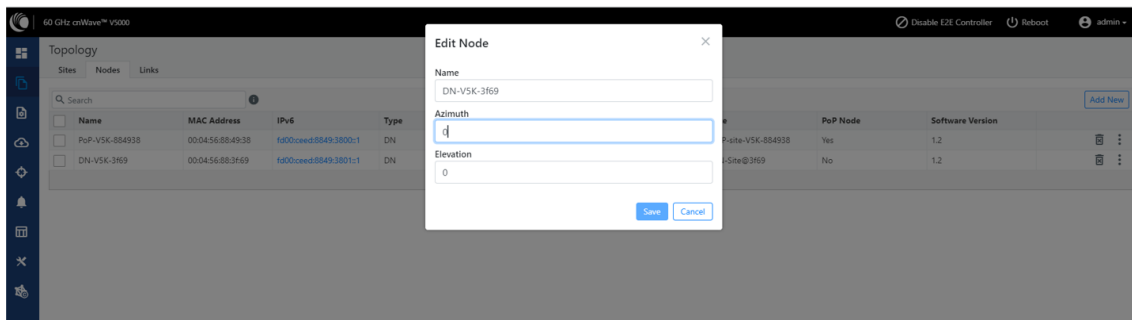 60 GHz cnWave™ V5000
Disable E2E Controller
Reboot
admin
Topology
Sites Nodes Links
Search
Add New
Name MAC Address IPv6 Type e PoP Node Software Version
PoP-V5K-884938 00:04:56:88:49:38 fd00:ceed:8849:3800::1 DN P-site-V5K-884938 Yes 1.2
DN-V5K-3f69 00:04:56:88:3f:69 fd00:ceed:8849:3801::1 DN N-Site@3f69 No 1.2
Edit Node
Name
DN-V5K-3f69
Azimuth
0
Elevation
0
Save Cancel